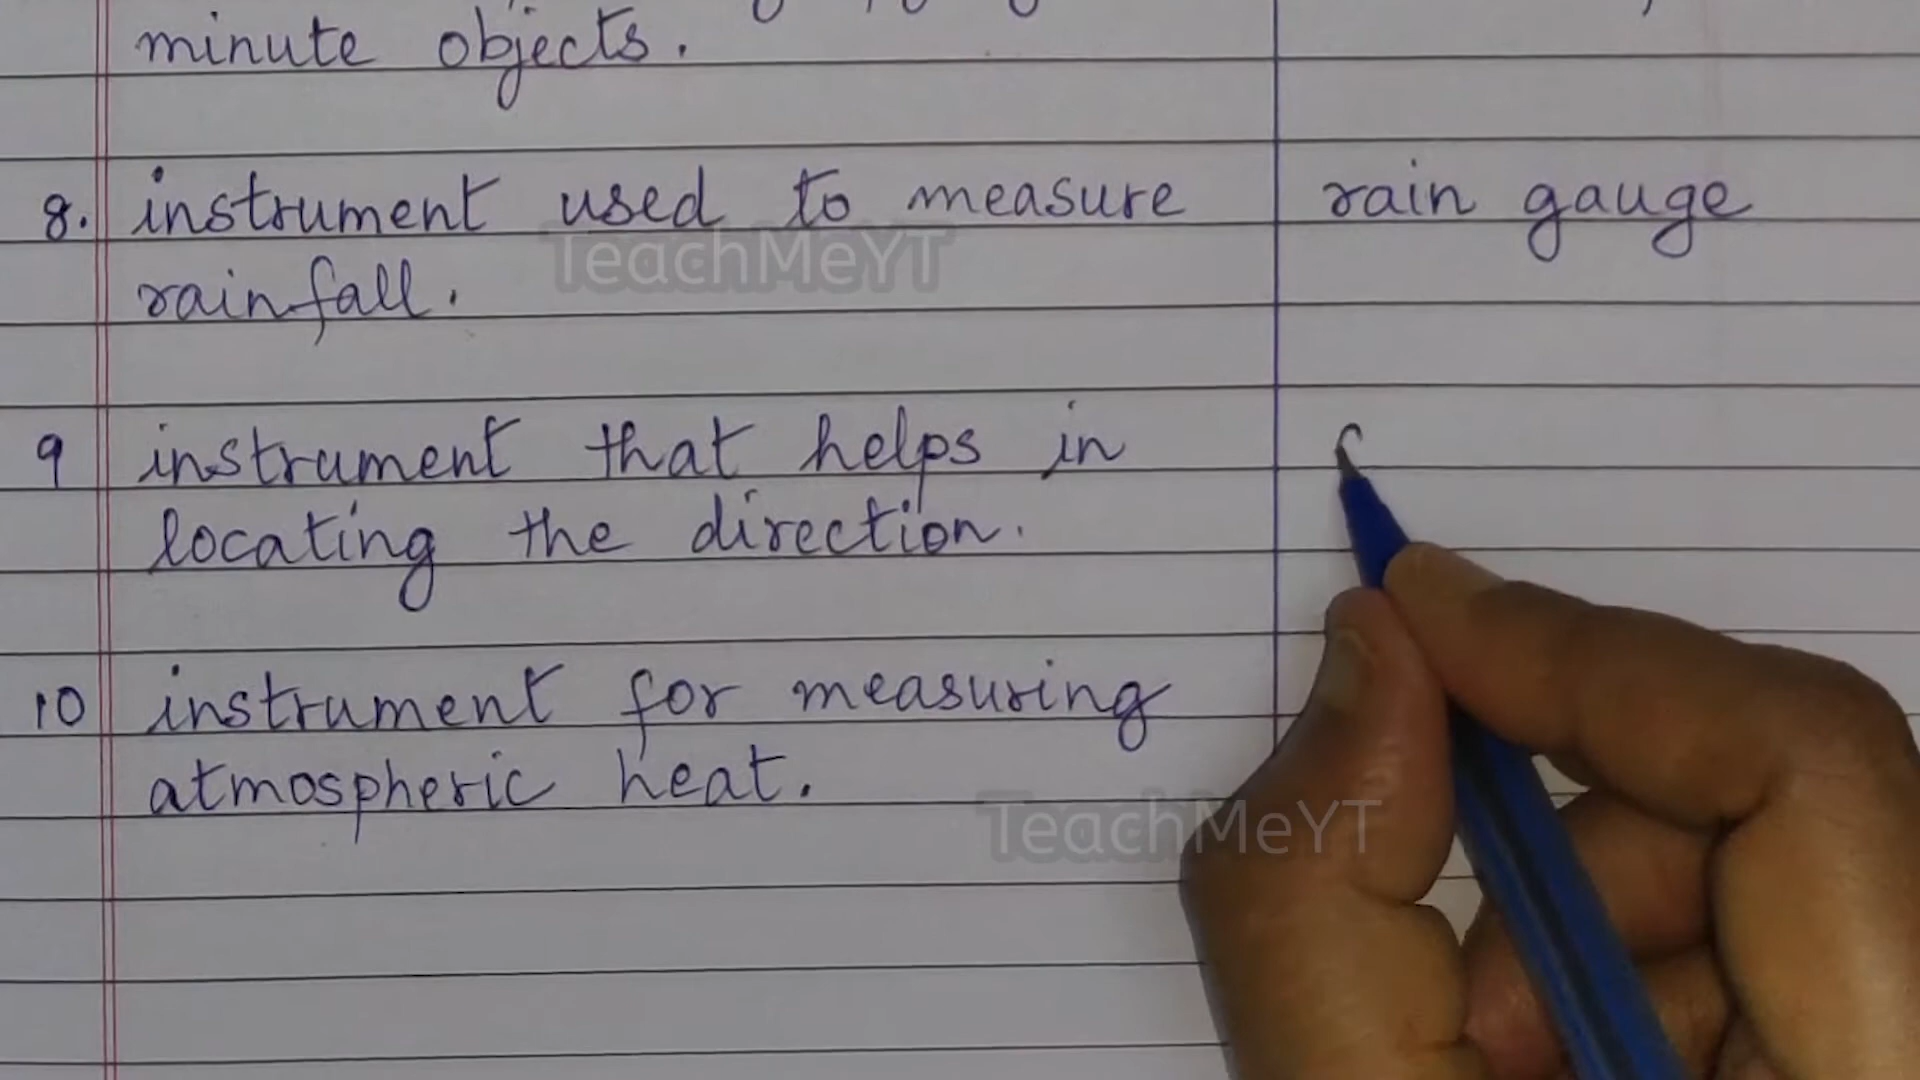 minute objects.
8. instrument used to measure rain gauge
rainfall.
TeachMeYT
9 instrument that helps in
locating the direction.
10 instrument for measuring
atmospheric heat.
TeachMeYT